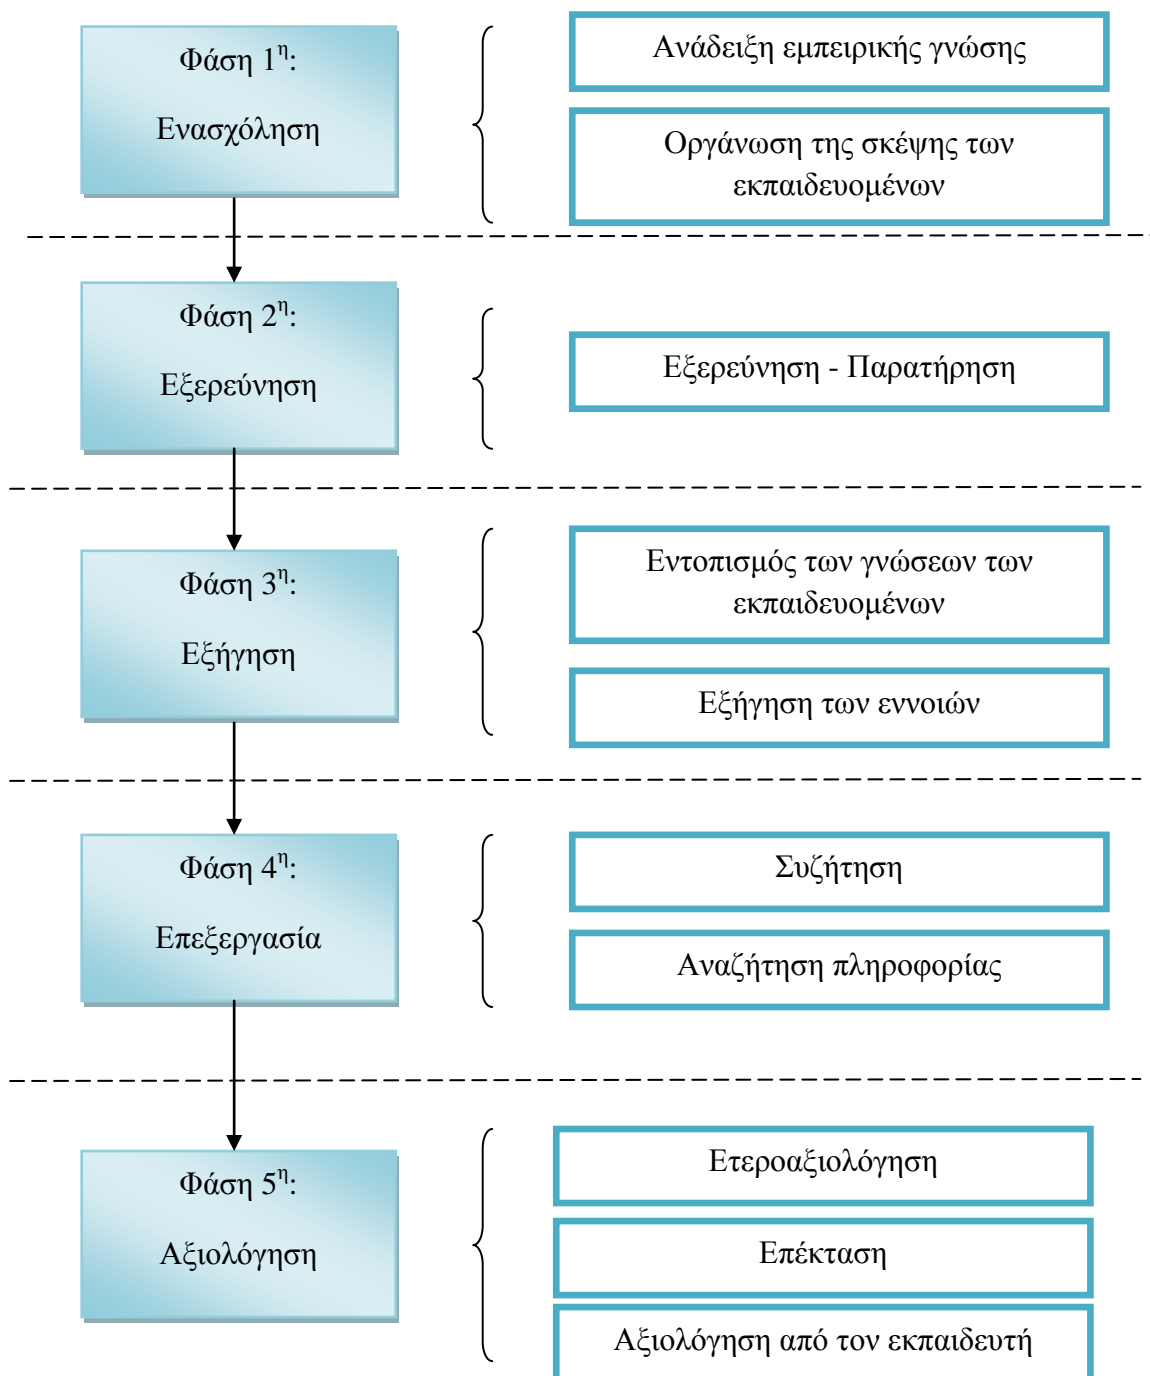 Φάση 1η:
Ενασχόληση
Ανάδειξη εμπειρικής γνώσης
Οργάνωση της σκέψης των
εκπαιδευομένων
Φάση 2η:
Εξερεύνηση
Εξερεύνηση - Παρατήρηση
Φάση 3η:
Εξήγηση
Εντοπισμός των γνώσεων των
εκπαιδευομένων
Εξήγηση των εννοιών
Φάση 4η:
Επεξεργασία
Συζήτηση
Αναζήτηση πληροφορίας
Φάση 5η:
Αξιολόγηση
Ετεροαξιολόγηση
Επέκταση
Αξιολόγηση από τον εκπαιδευτή